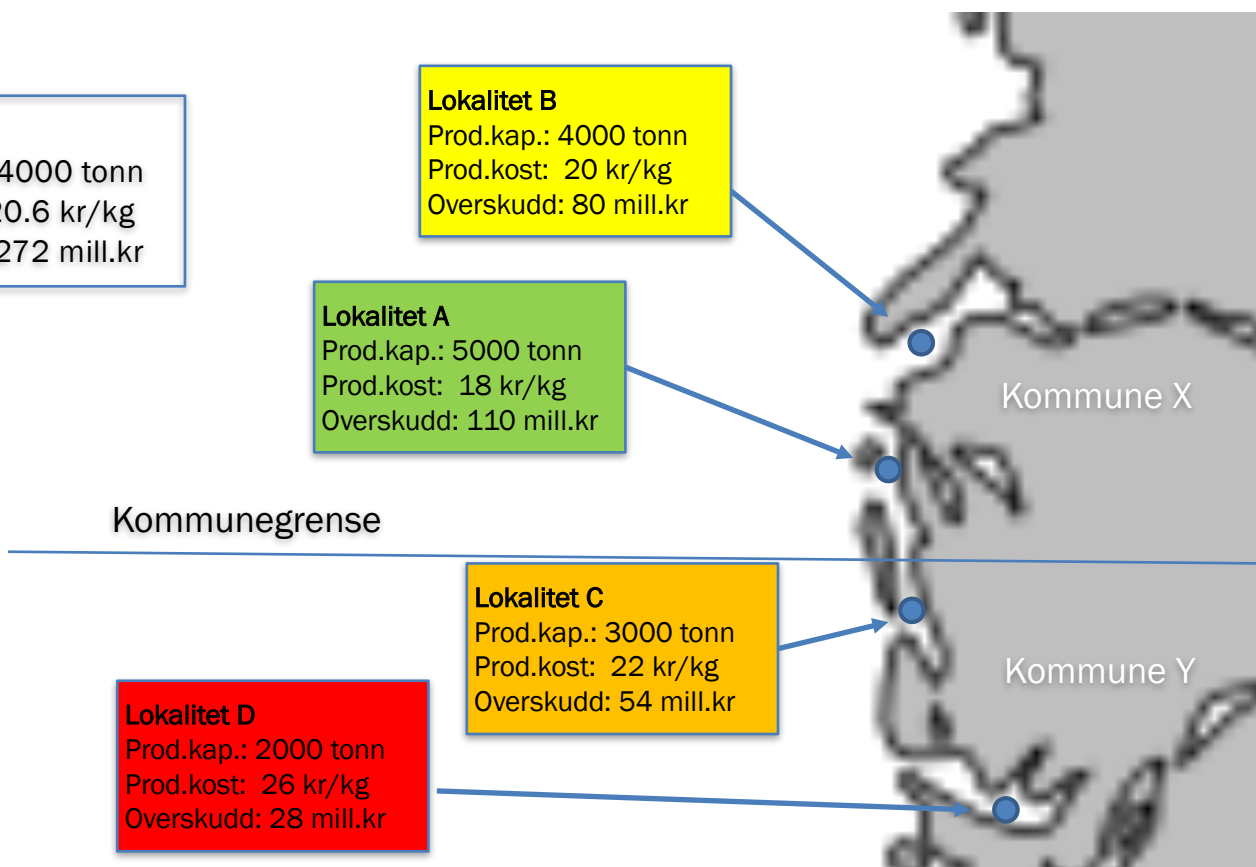 4000 tonn
20.6 kr/kg
272 mill.kr
Lokalitet B
Prod.kap.: 4000 tonn
Prod.kost:  20 kr/kg
Overskudd: 80 mill.kr
Lokalitet A
Prod.kap.: 5000 tonn
Prod.kost:  18 kr/kg
Overskudd: 110 mill.kr
Kommune X
Kommunegrense
Lokalitet C
Prod.kap.: 3000 tonn
Prod.kost:  22 kr/kg
Overskudd: 54 mill.kr
Kommune Y
Lokalitet D
Prod.kap.: 2000 tonn
Prod.kost:  26 kr/kg
Overskudd: 28 mill.kr